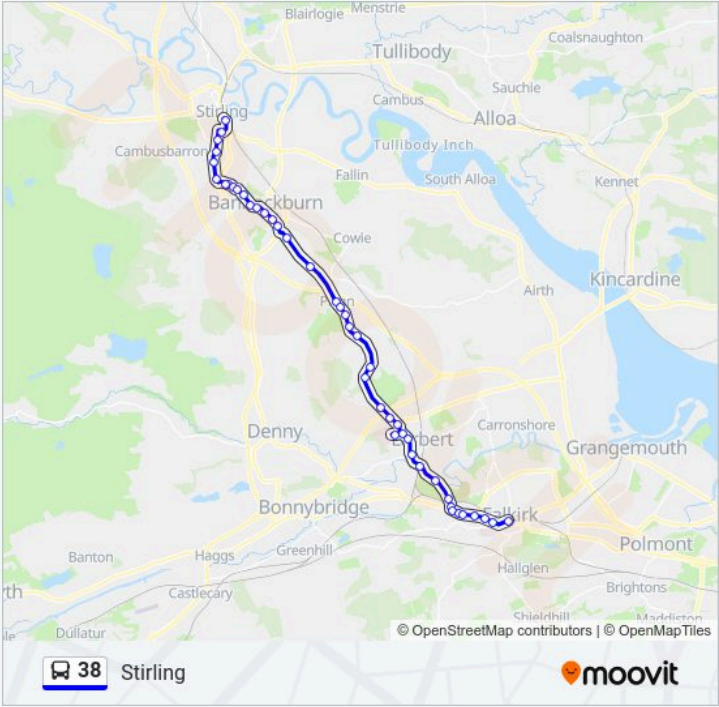 Menstrie
Blairlogie
Coalsnaughton
Tullibody
Sauchie
Cambus
Stirling
Alloa
Tullibody Inch
Cambusbarron
Fallin
South Alloa
Kennet
Bannockburn
Cowie
Kincardine
Airth
Denny
Larbert
Carronshore
Grangemouth
Bonnybridge
Falkirk
Polmont
Greenhill
Haggs
Banton
Hallglen
Castlecary
Brightons
Shieldhill
Maddiston
Dullatur
© OpenStreetMap contributors | © OpenMapTiles
38 Stirling
moovit